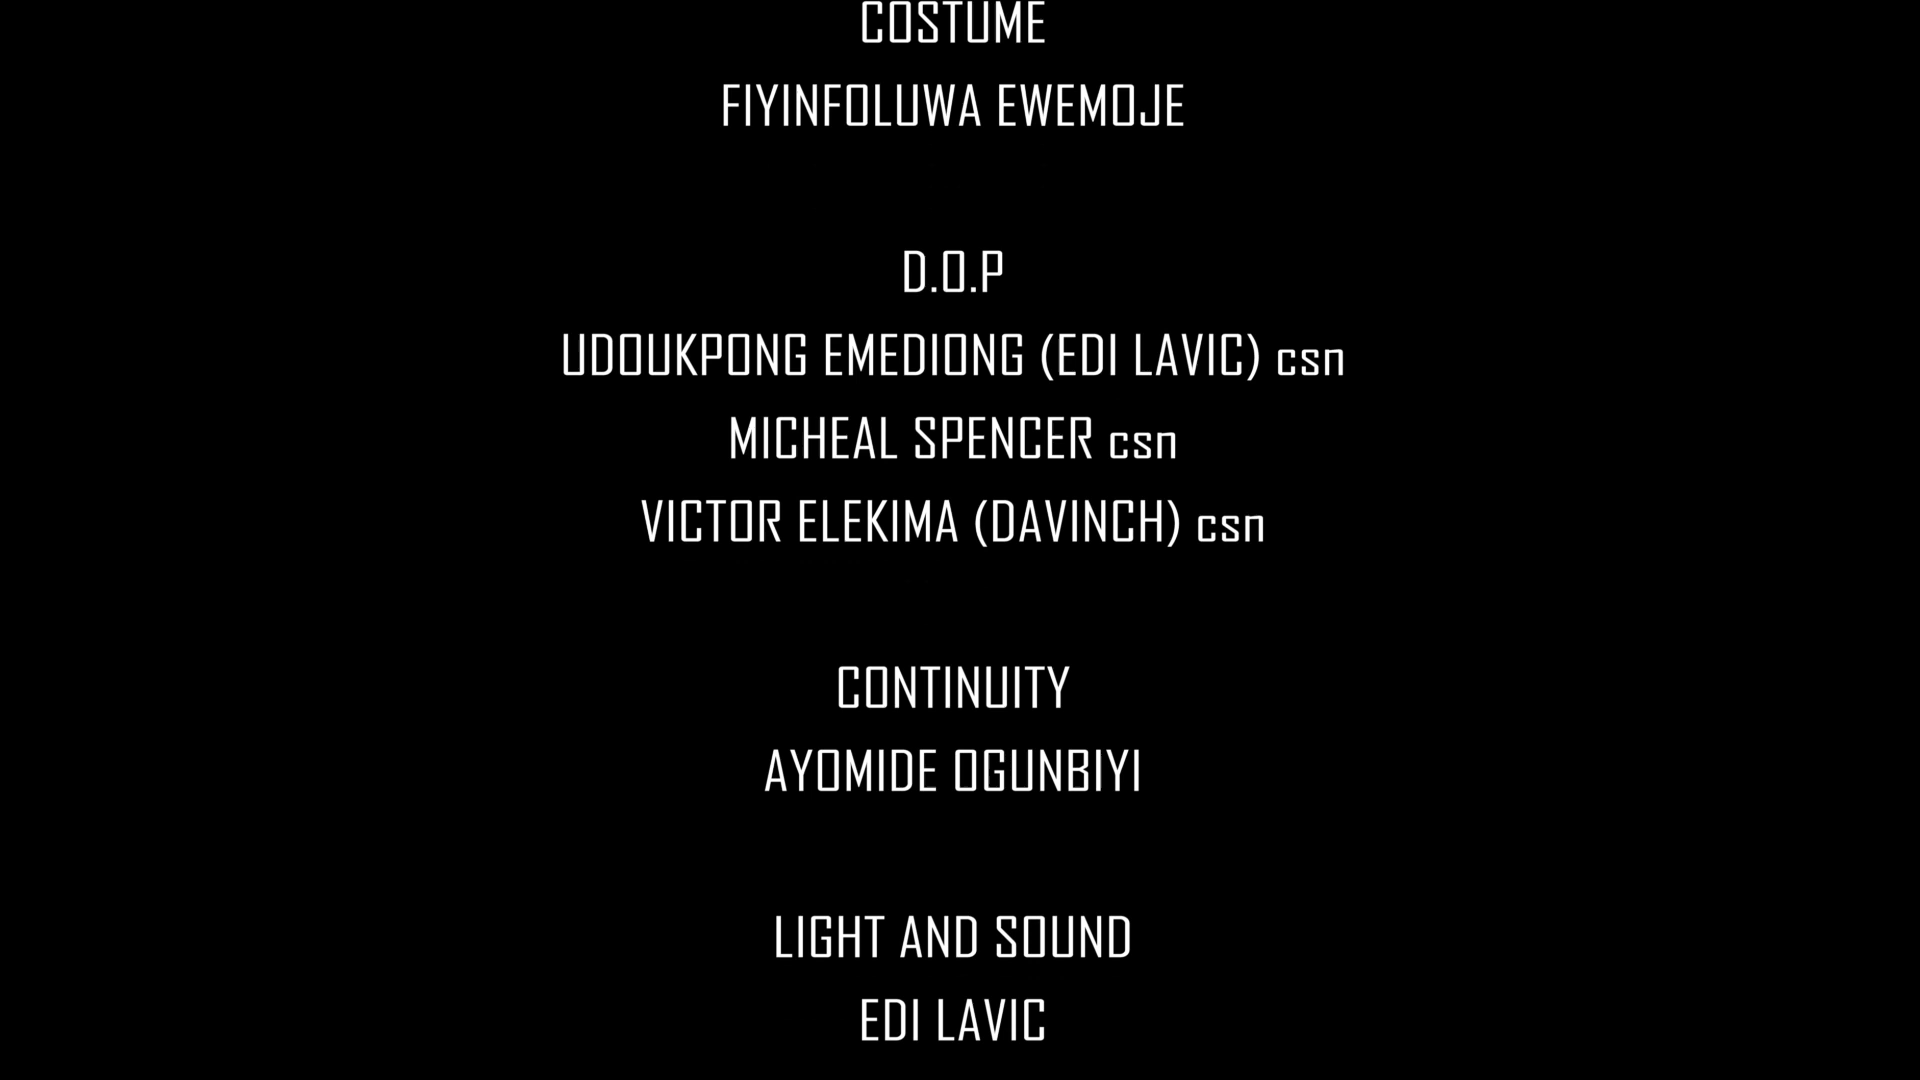 COSTUME
FIYINFOLUWA EWEMOJE
D.O.P
UDOUKPONG EMEDIONG (EDI LAVIC) csn
MICHEAL SPENCER csn
VICTOR ELEKIMA (DAVINCH) csn
CONTINUITY
AYOMIDE OGUNBIYI
LIGHT AND SOUND
EDI LAVIC